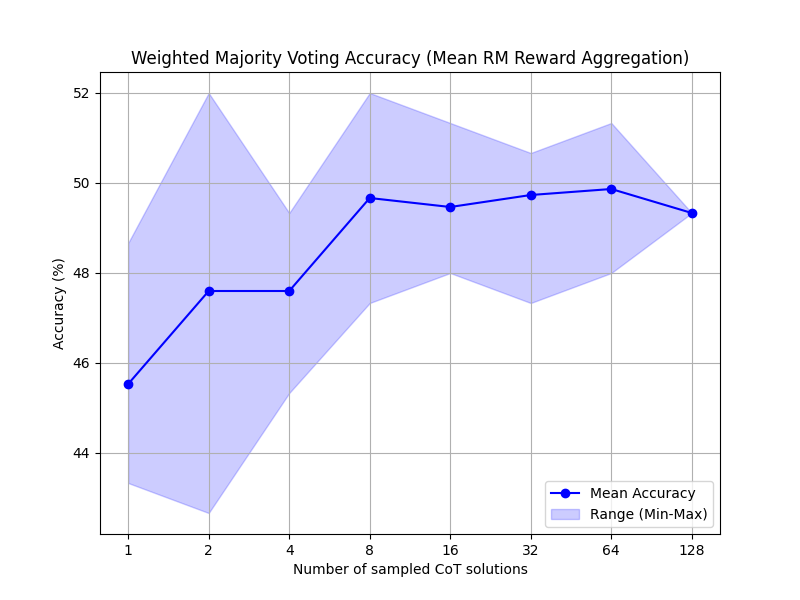 Weighted Majority Voting Accuracy (Mean RM Reward Aggregation)
52
50
48
46
44
Accuracy (%)
Mean Accuracy
Range (Min-Max)
1 2 4 8 16 32 64 128
Number of sampled CoT solutions